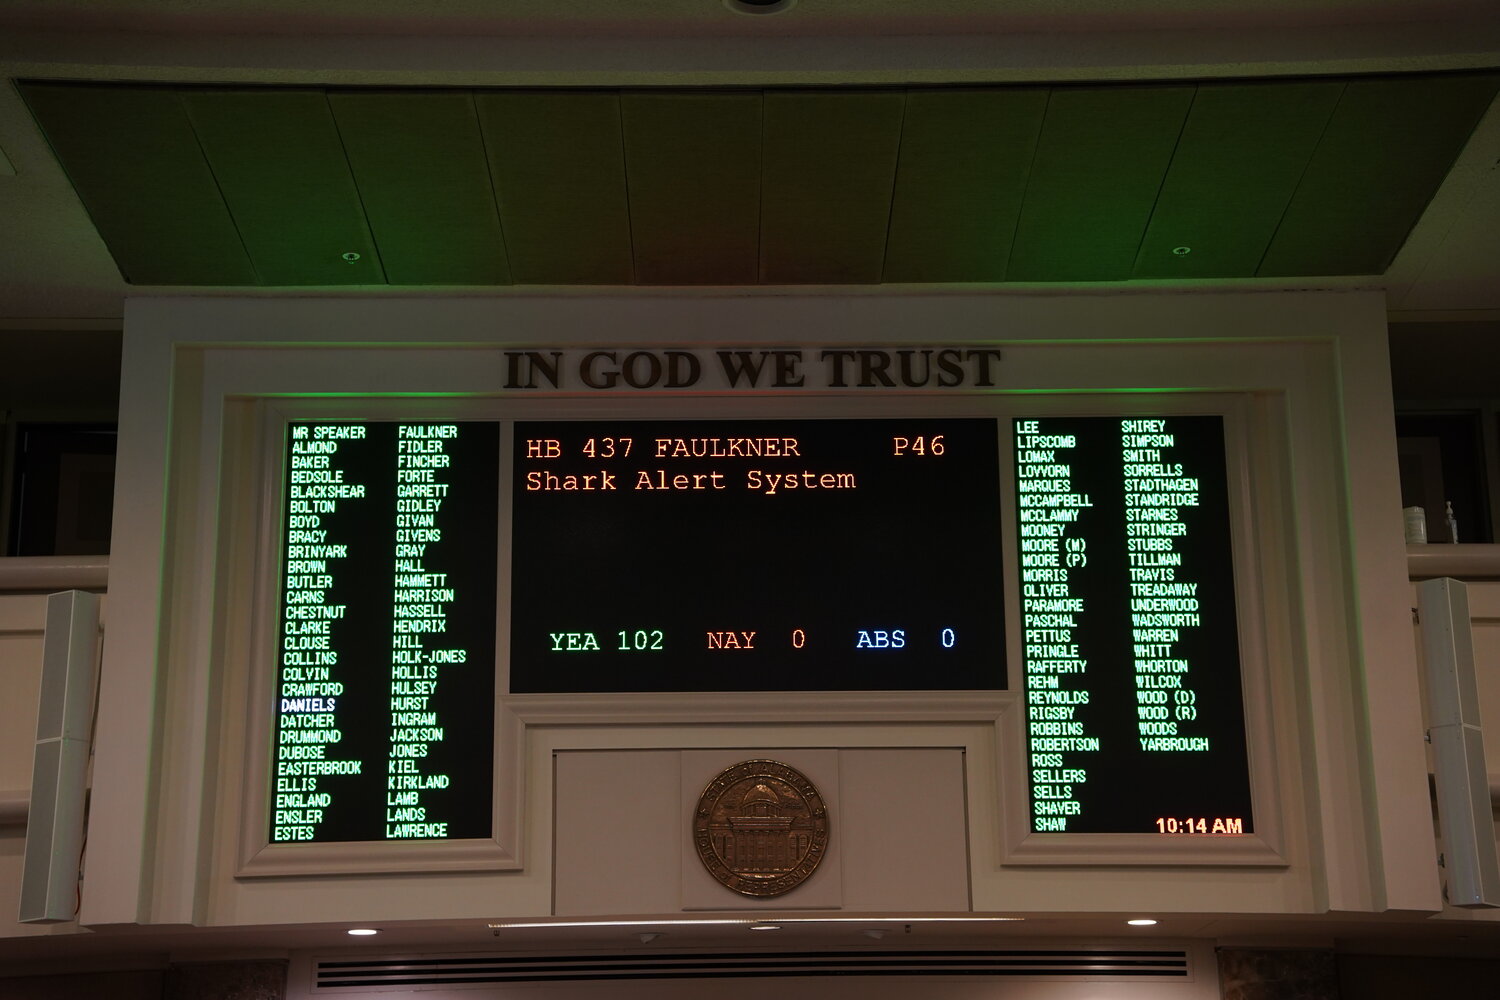 IN GOD WE TRUST
MR SPEAKER
ALMOND
BAKER
BEDSOLE
BLACKSHEAR
BOLTON
BOYD
BRACY
BRINYARK
BROWN
BUTLER
CARNS
CHESTNUT
CLARKE
CLOUSE
COLLINS
COLVIN
CRAWFORD
DANIELS
DATCHER
DRUMMOND
DUBOSE
EASTERBROOK
ELLIS
ENGLAND
ENSLER
ESTES
FAULKNER
FIDLER
FINCHER
FORTE
GARRETT
GIDLEY
GIVAN
GIVENS
GRAY
HALL
HAMMETT
HARRISON
HASSELL
HENDRIX
HILL
HOLK-JONES
HOLLIS
HULSEY
HURST
INGRAM
JACKSON
JONES
KIEL
KIRKLAND
LAMB
LANDS
LAWRENCE
HB 437 FAULKNER P46
Shark Alert System
YEA 102 NAY 0 ABS 0
LEE
LIPSCOMB
LOMAX
LOVVORN
MARQUES
MCCAMPBELL
MCCLAMMY
MOONEY
MOORE (M)
MOORE (P)
MORRIS
OLIVER
PARAMORE
PASCHAL
PETTUS
PRINGLE
RAFFERTY
REHM
REYNOLDS
RIGSBY
ROBBINS
ROBERTSON
ROSS
SELLERS
SELLS
SHAVER
SHAW
SHIREY
SIMPSON
SMITH
SORRELLS
STADTHAGEN
STANDRIDGE
STARNES
STRINGER
STUBBS
TILLMAN
TRAVIS
TREADAWAY
UNDERWOOD
WADSWORTH
WARREN
WHITT
WHORTON
WILCOX
WOOD (D)
WOOD (R)
WOODS
YARBROUGH
10:14 AM
HOUSE OF REPRESENTATIVES